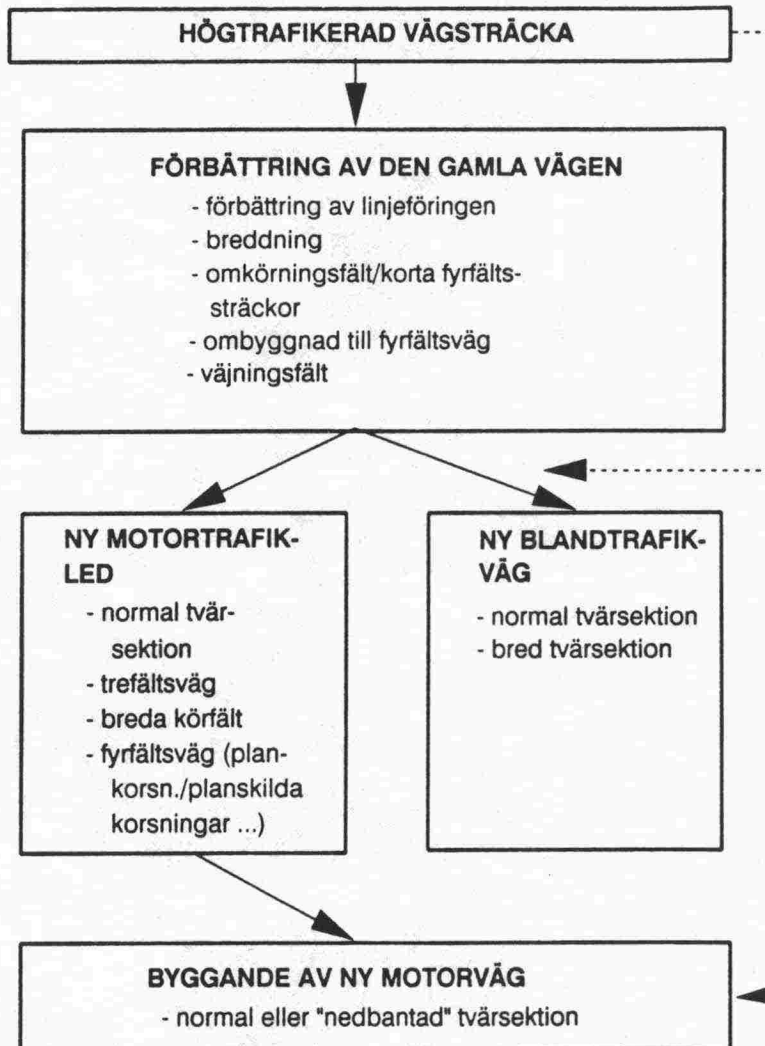 HÖGTRAFIKERAD VÄGSTRÄCKA
FÖRBÄTTRING AV DEN GAMLA VÄGEN
- förbättring av linjeföringen
- breddning
- omkörningsfält/korta fyrfälts-
sträckor
- ombyggnad till fyrfältsväg
- väjningsfält
NY MOTORTRAFIK-
LED
- normal tvär-
sektion
- trefältsväg
- breda körfält
- fyrfältsväg (plan-
korsn./planskilda
korsningar ...)
NY BLANDTRAFIK-
VÄG
- normal tvärsektion
- bred tvärsektion
BYGGANDE AV NY MOTORVÄG
- normal eller "nedbantad" tvärsektion